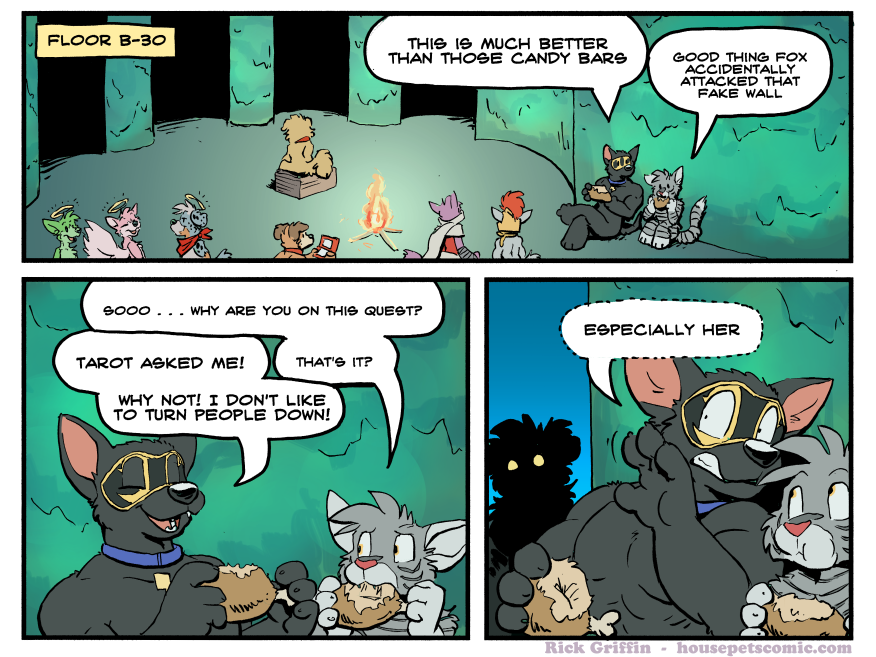 FLOOR B-30
THIS IS MUCH BETTER
THAN THOSE CANDY BARS
GOOD THING FOX
ACCIDENTALLY
ATTACKED THAT
FAKE WALL
SOOO . . . WHY ARE YOU ON THIS QUEST?
TAROT ASKED ME!
THAT'S IT?
WHY NOT! I DON'T LIKE
TO TURN PEOPLE DOWN!
ESPECIALLY HER
Rick Griffin - housepetscomic.com